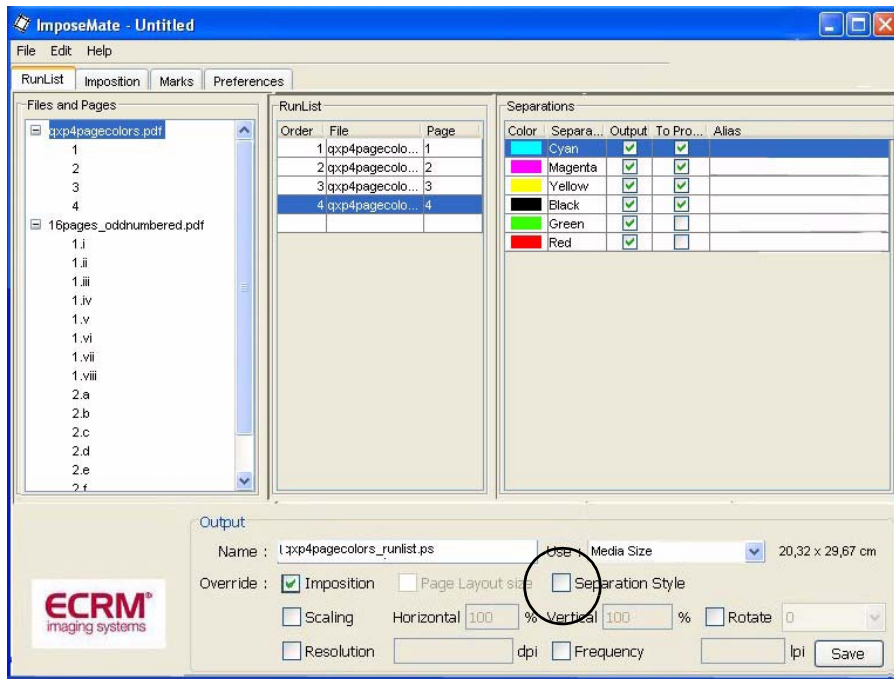 ImposeMate - Untitled
File Edit Help
RunList Imposition Marks Preferences
Files and Pages
qxp4pagecolors.pdf
1
2
3
4
16pages_oddnumbered.pdf
1.i
1.ii
1.iii
1.iv
1.v
1.vi
1.vii
1.viii
2.a
2.b
2.c
2.d
2.e
2.f
RunList
Order File Page
1 qxp4pagecolo... 1
2 qxp4pagecolo... 2
3 qxp4pagecolo... 3
4 qxp4pagecolo... 4
Separations
Color Separa... Output To Pro... Alias
Cyan
Magenta
Yellow
Black
Green
Red
Output
Name : qxp4pagecolors_runlist.ps Use : Media Size 20,32 x 29,67 cm
Override : Imposition Page Layout size Separation Style
Scaling Horizontal 100 % Vertical 100 % Rotate 0
Resolution dpi Frequency lpi Save
ECRM®
imaging systems